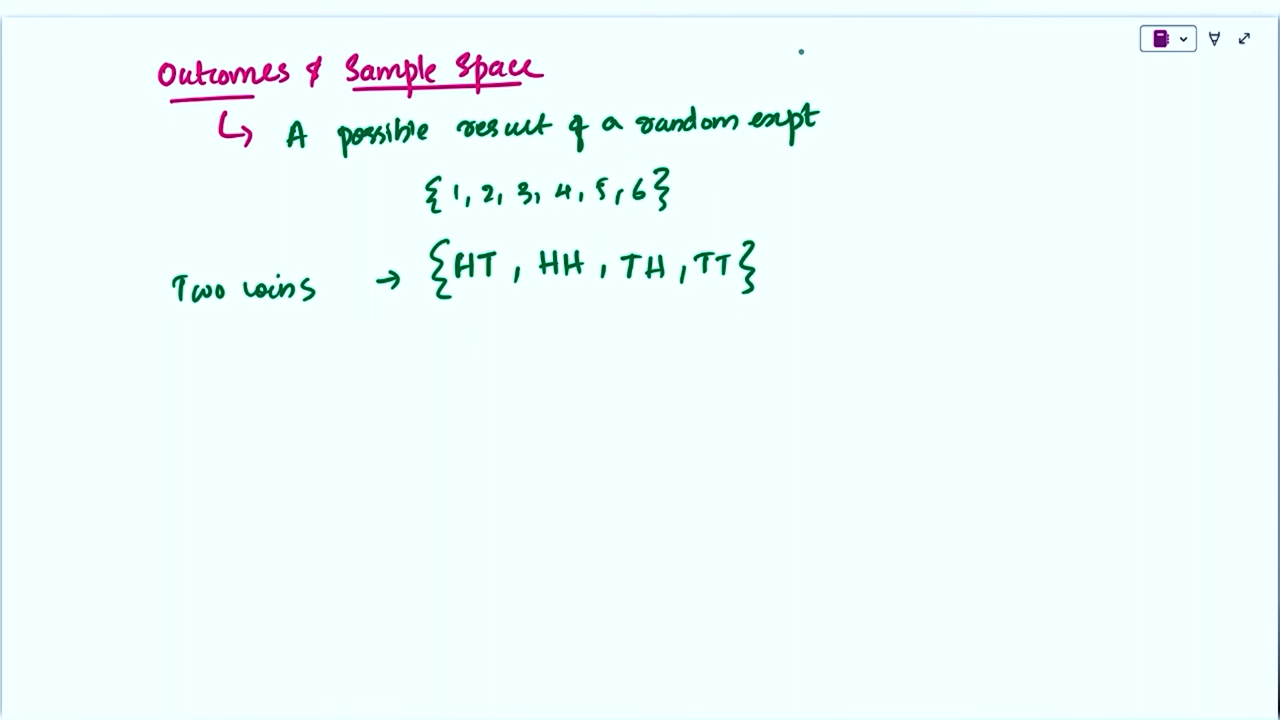 Outcomes & Sample Space
↳ A possible result of a random expt
{1, 2, 3, 4, 5, 6}
Two coins → {HT, HH, TH, TT}